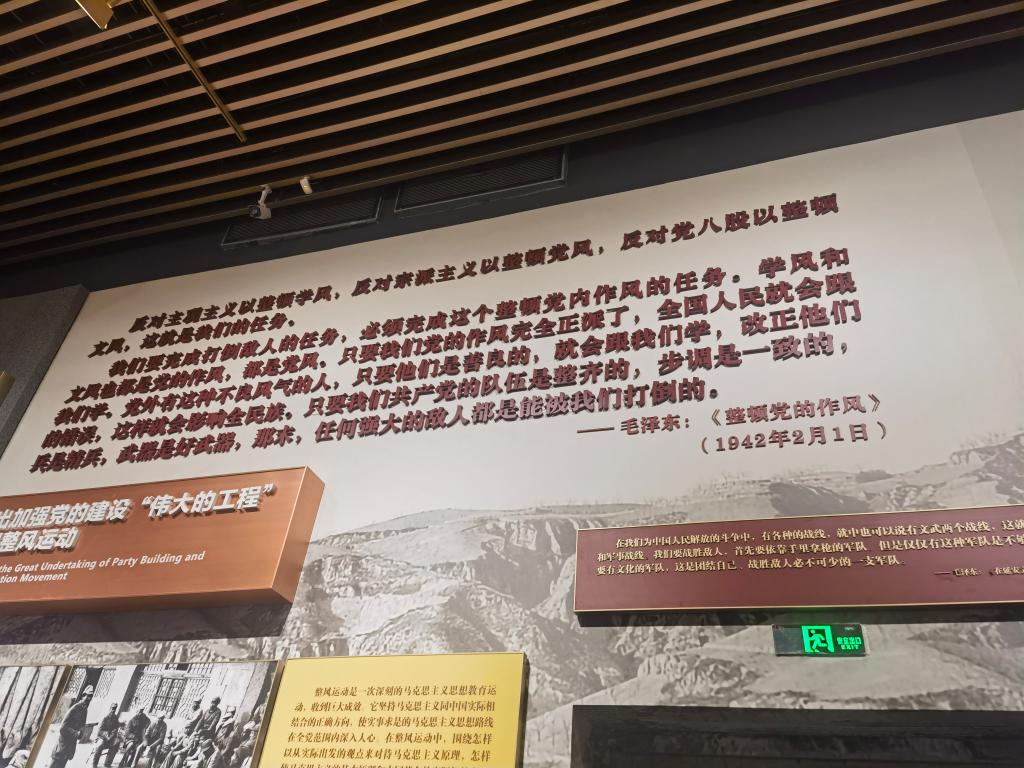 反对主观主义以整顿学风，反对宗派主义以整顿党风，反对党八股以整顿
文风，这就是我们的任务。
我们要完成打倒敌人的任务，必须完成这个整顿党内作风的任务。学风和
文风也都是党的作风，都是党风。只要我们党的作风完全正派了，全国人民就会跟
我们学。党外有这种不良风气的人，只要他们是善良的，就会跟我们学，改正他们
的错误，这样就会影响全民族。只要我们共产党的队伍是整齐的，步调是一致的，
兵是精兵，武器是好武器，那末，任何强大的敌人都是能被我们打倒的。
——毛泽东：《整顿党的作风》
（1942年2月1日）
出加强党的建设“伟大的工程”
整风运动
the Great Undertaking of Party Building and
tion Movement
在我们为中国人民解放的斗争中，有各种的战线，就中也可以说有文武两个战线，这就
和军事战线。我们要战胜敌人，首先要依靠手里拿枪的军队。但是仅仅有这种军队是不够
要有文化的军队，这是团结自己、战胜敌人必不可少的一支军队。
——毛泽东：《在延安
安全出口
EXIT
整风运动是一次深刻的马克思主义思想教育运
动，收到巨大成效。它坚持马克思主义同中国实际相
结合的正确方向，使实事求是的马克思主义思想路线
在全党范围内深入人心。在整风运动中，围绕怎样
以从实际出发的观点来对待马克思主义原理，怎样